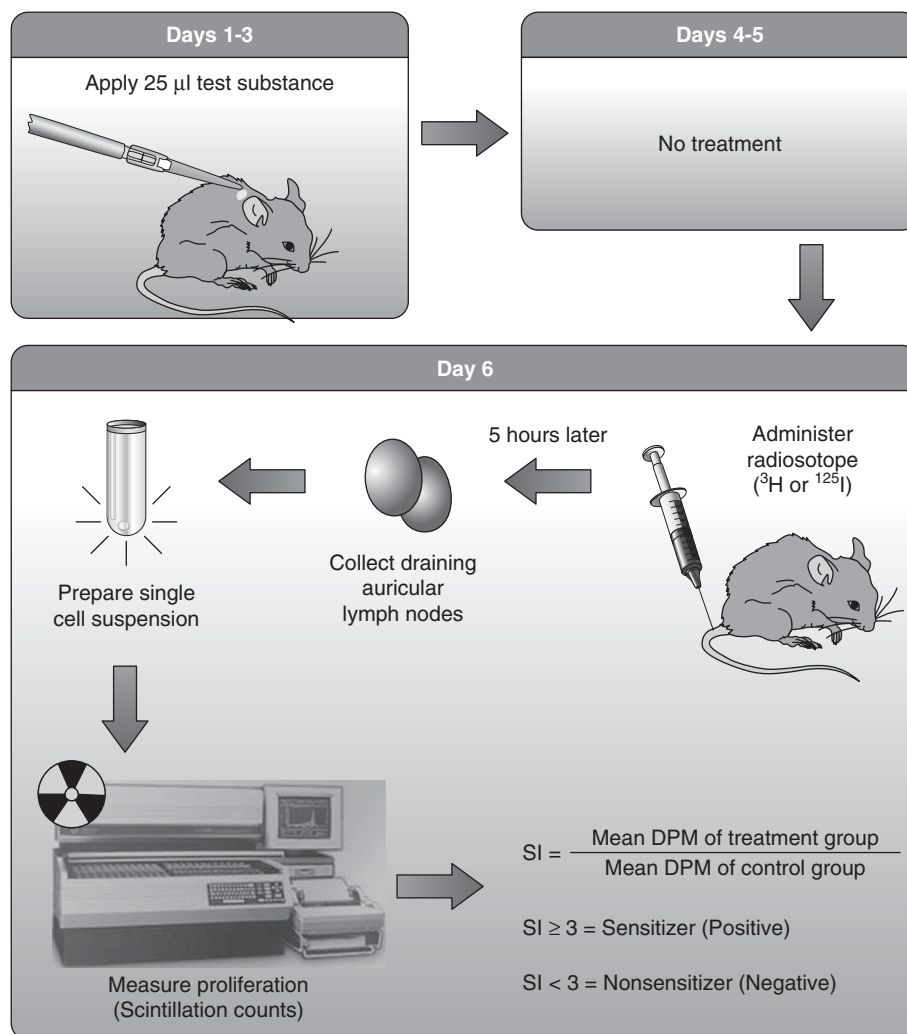 Days 1-3
Apply 25 μl test substance
Days 4-5
No treatment
Day 6
Administer
radiosotope
(³H or ¹²⁵I)
5 hours later
Collect draining
auricular
lymph nodes
Prepare single
cell suspension
Measure proliferation
(Scintillation counts)
SI = Mean DPM of treatment group
Mean DPM of control group
SI ≥ 3 = Sensitizer (Positive)
SI < 3 = Nonsensitizer (Negative)